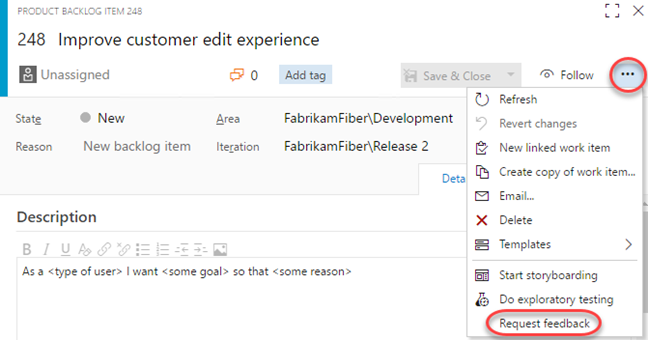 PRODUCT BACKLOG ITEM 248
248 Improve customer edit experience
Unassigned 0 Add tag Save & Close Follow ...
State New Area FabrikamFiber\Development
Reason New backlog item Iteration FabrikamFiber\Release 2
Deta
Description
B I U
As a <type of user> I want <some goal> so that <some reason>
Refresh
Revert changes
New linked work item
Create copy of work item...
Email...
Delete
Templates
Start storyboarding
Do exploratory testing
Request feedback